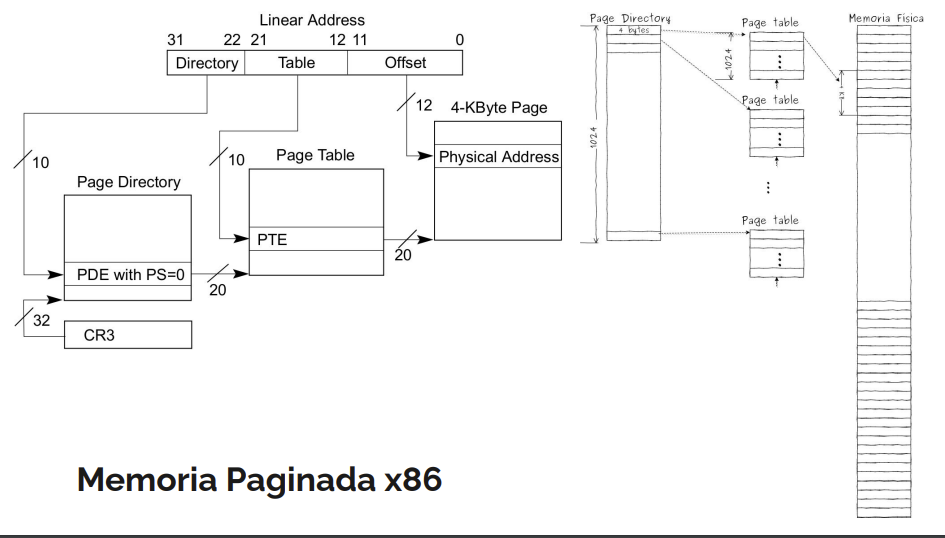 Linear Address
31 22 21 12 11 0
Directory Table Offset
12
4-KByte Page
Physical Address
10
10
Page Table
PTE
20
Page Directory
PDE with PS=0
20
32
CR3
Page Directory
4 bytes
1024
Page table
1024
Page table
⋮
Page table
Memoria Física
Memoria Paginada x86